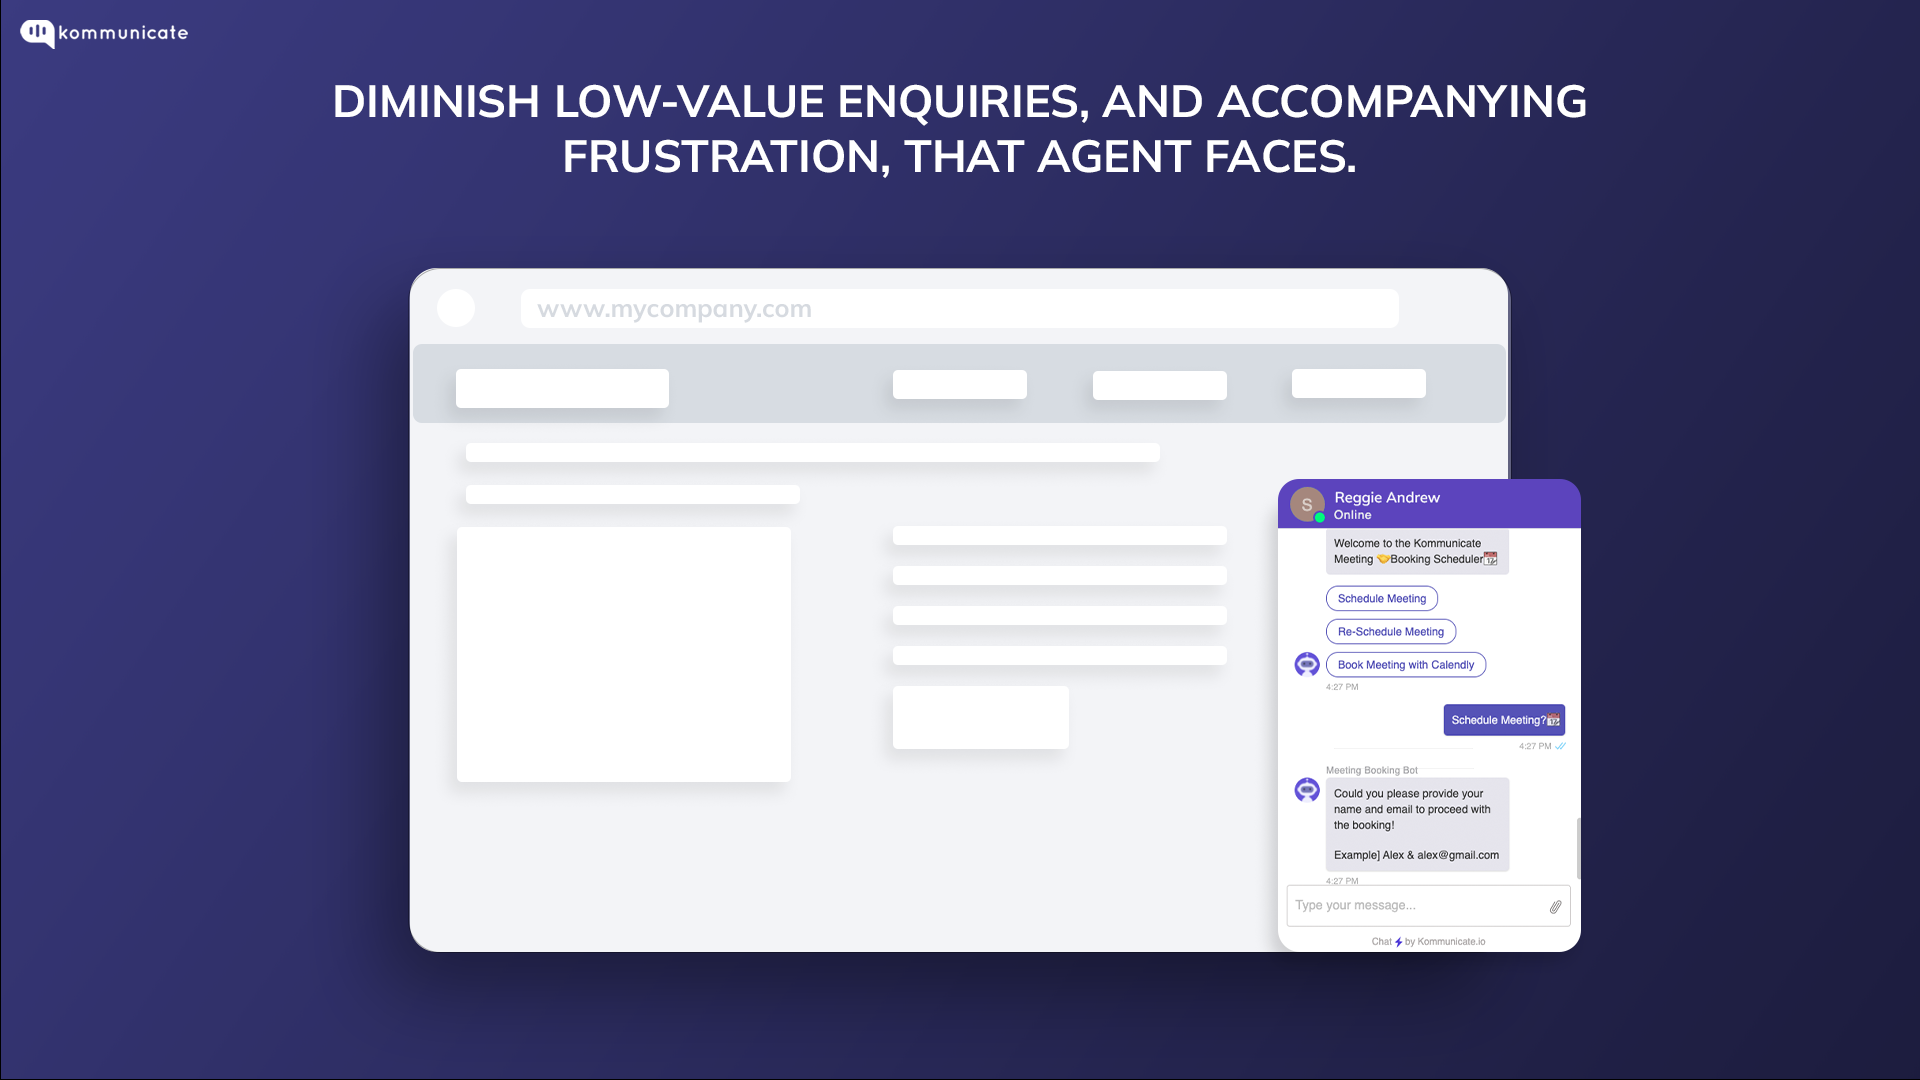 kommunicate
DIMINISH LOW-VALUE ENQUIRIES, AND ACCOMPANYING
FRUSTRATION, THAT AGENT FACES.
www.mycompany.com
S
Reggie Andrew
Online
Welcome to the Kommunicate
Meeting 🤝Booking Scheduler📆
Schedule Meeting
Re-Schedule Meeting
Book Meeting with Calendly
4:27 PM
Schedule Meeting?📆
4:27 PM
Meeting Booking Bot
Could you please provide your
name and email to proceed with
the booking!
Example] Alex & alex@gmail.com
4:27 PM
Type your message...
Chat ⚡ by Kommunicate.io